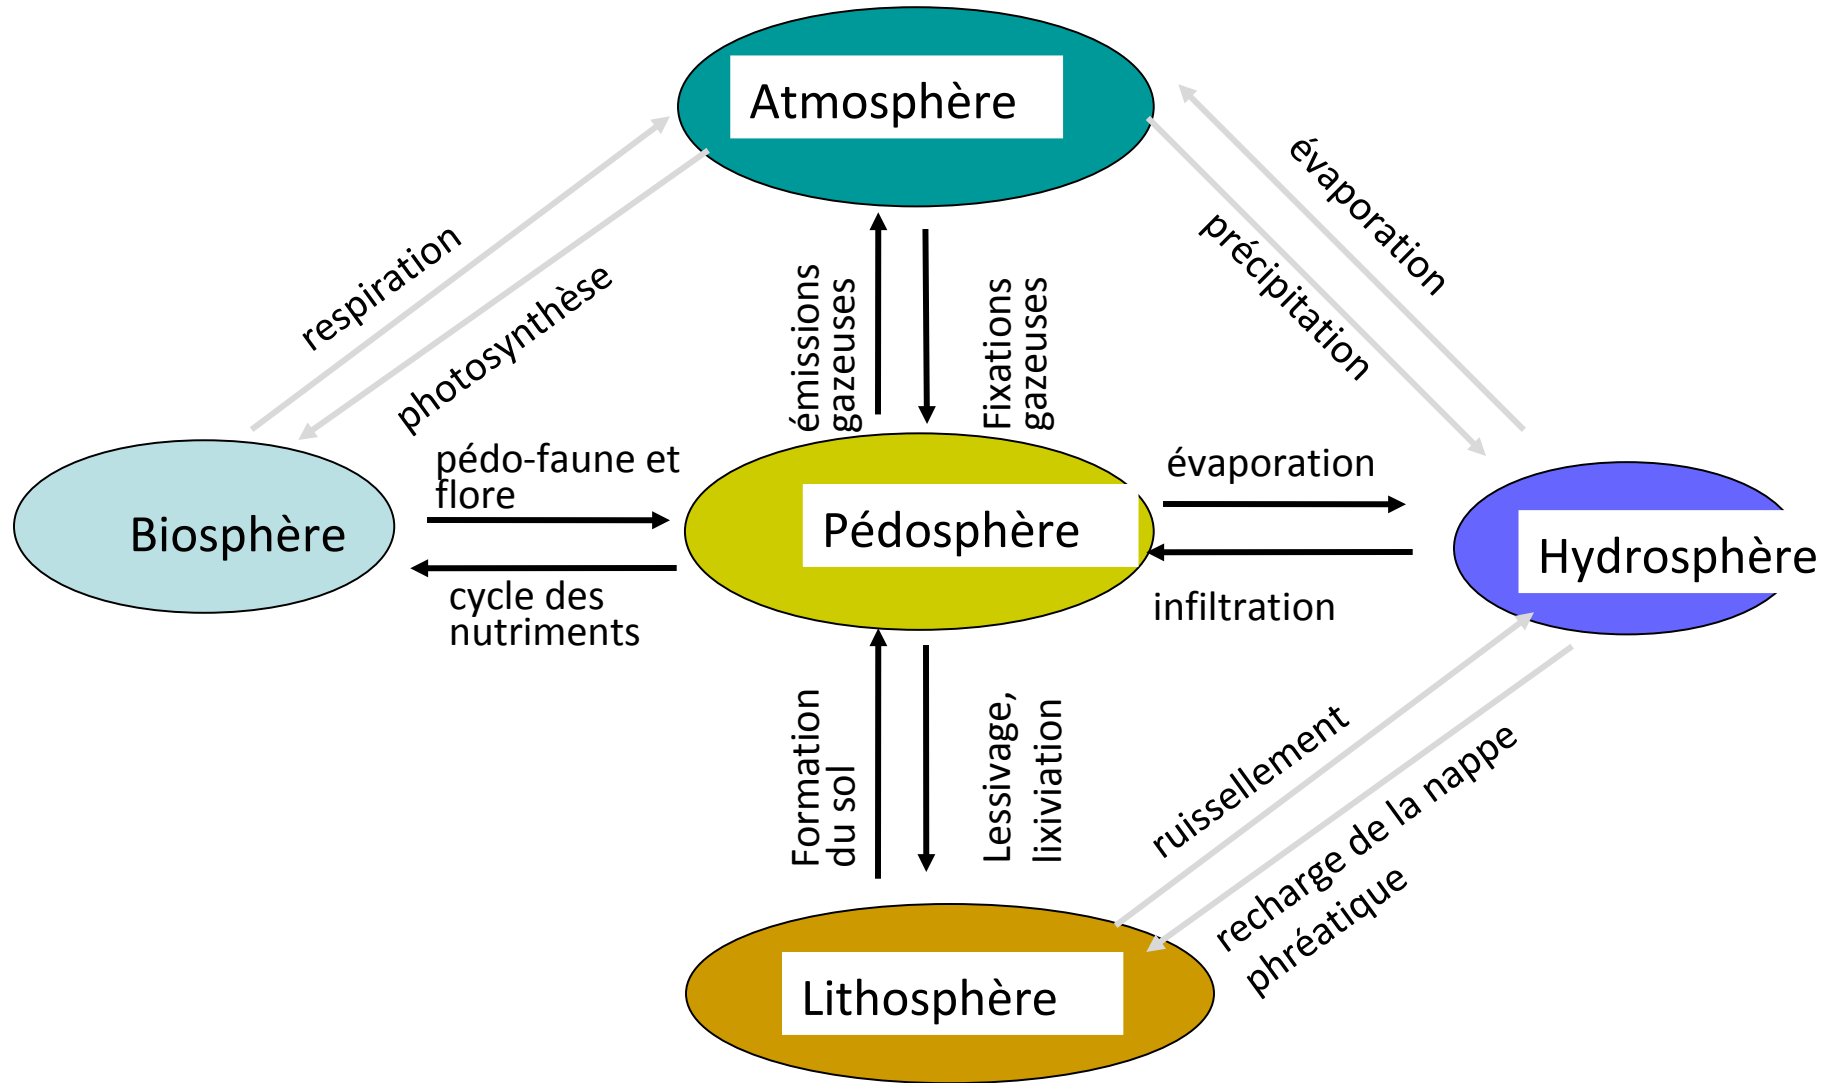 Atmosphère
évaporation
précipitation
respiration
photosynthèse
émissions
gazeuses
Fixations
gazeuses
pédo-faune et
flore
évaporation
Biosphère
Pédosphère
Hydrosphère
cycle des
nutriments
infiltration
Formation
du sol
Lessivage,
lixiviation
ruissellement
recharge de la nappe
phréatique
Lithosphère